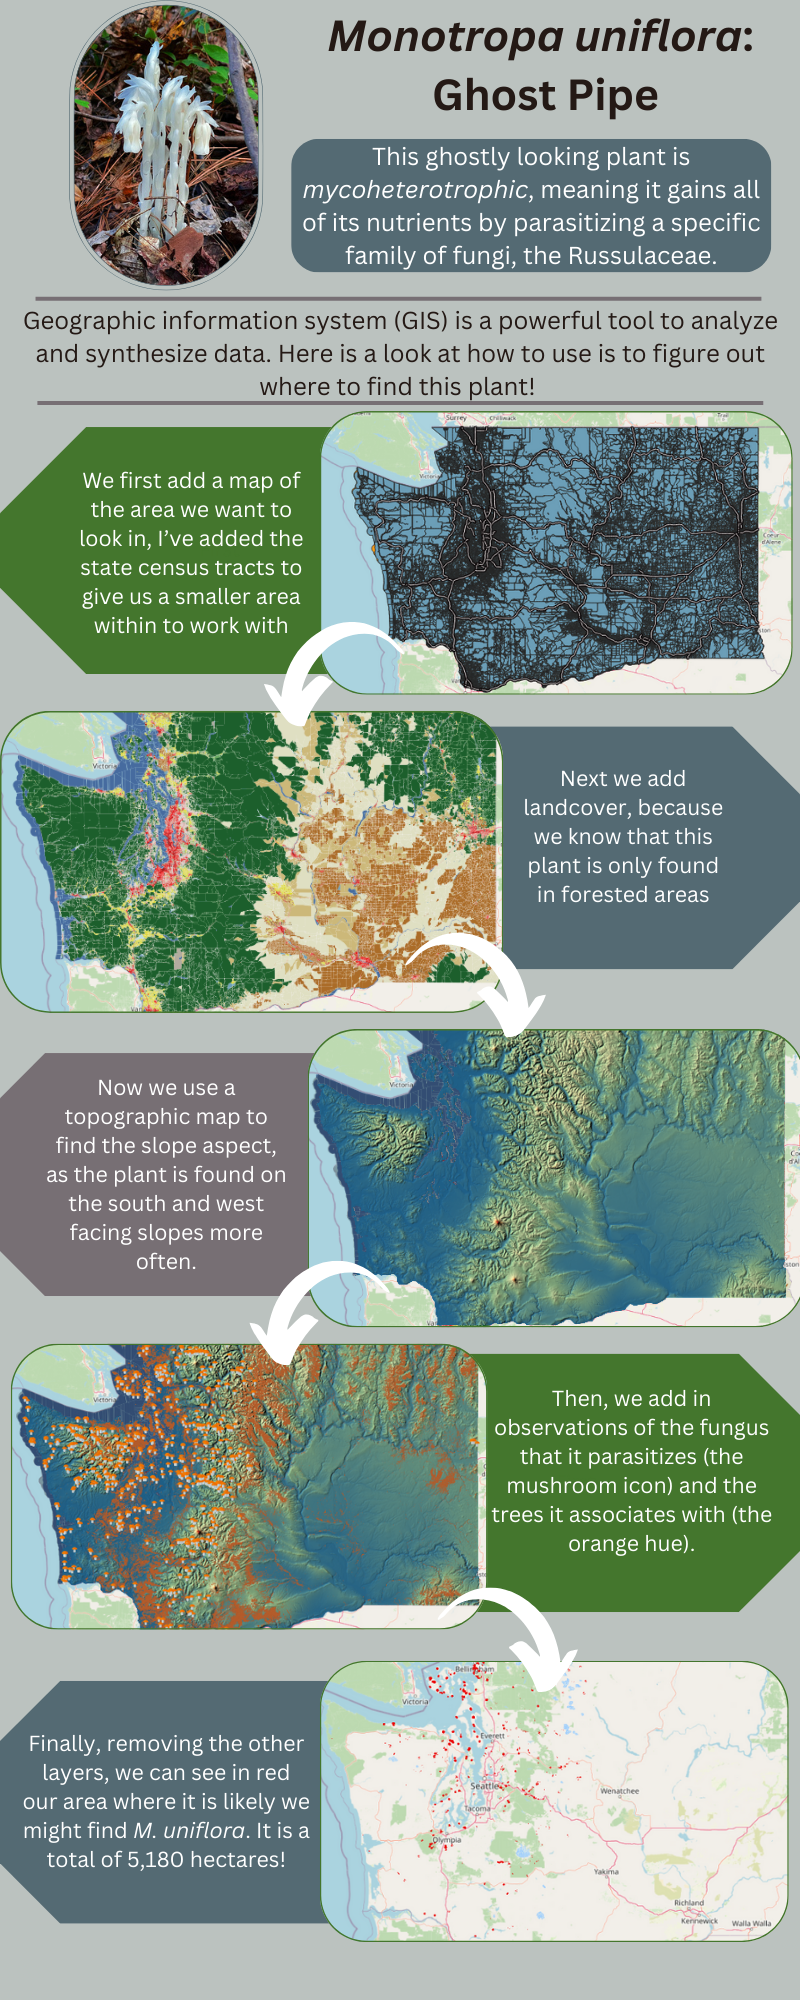 Monotropa uniflora:
Ghost Pipe
This ghostly looking plant is
mycoheterotrophic, meaning it gains all
of its nutrients by parasitizing a specific
family of fungi, the Russulaceae.
Geographic information system (GIS) is a powerful tool to analyze
and synthesize data. Here is a look at how to use is to figure out
where to find this plant!
We first add a map of
the area we want to
look in, I've added the
state census tracts to
give us a smaller area
within to work with
Surrey
Chilliwack
Trail
Victoria
Coeur
d'Alene
Victoria
Next we add
landcover, because
we know that this
plant is only found
in forested areas
Now we use a
topographic map to
find the slope aspect,
as the plant is found on
the south and west
facing slopes more
often.
Victoria
Victoria
Then, we add in
observations of the fungus
that it parasitizes (the
mushroom icon) and the
trees it associates with (the
orange hue).
Finally, removing the other
layers, we can see in red
our area where it is likely we
might find M. uniflora. It is a
total of 5,180 hectares!
Bellingham
Victoria
Everett
Seattle
Tacoma
Olympia
Wenatchee
Yakima
Richland
Kennewick
Walla Walla